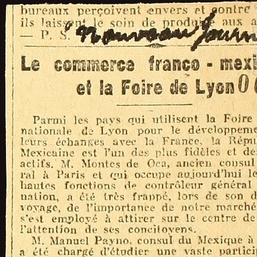 bureaux perçoivent envers et contre
ils laissent le soin de produire aux a
— P. S.
Nouveau Journ
Le commerce franco - mexi
et la Foire de Lyon
Parmi les pays qui utilisent la Foire
nationale de Lyon pour le développeme
leurs échanges avec la France, la Répu
Mexicaine est l'un des plus fidèles et des
actifs. M. Montes de Oca, ancien consul
ral à Paris et qui occupe aujourd'hui le
hautes fonctions de contrôleur général
nation, a été très frappé, lors de son d
voyage, de l'importance de notre marché
s'est employé à attirer sur le centre de
l'attention de ses concitoyens.
M. Manuel Payno, consul du Mexique à
a été chargé d'étudier une vaste particip